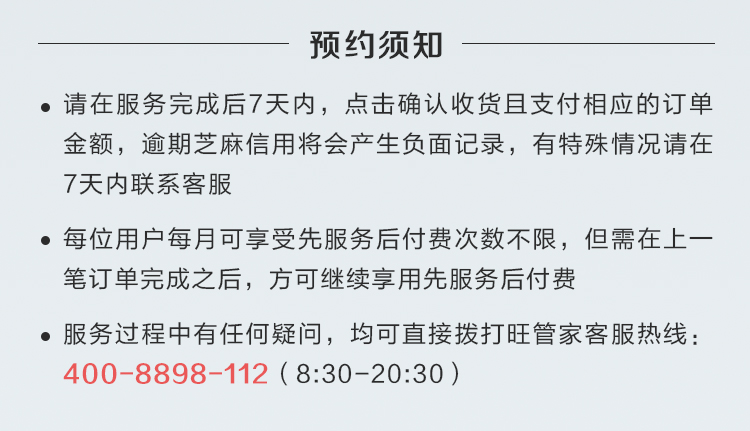 预约须知
● 请在服务完成后7天内，点击确认收货且支付相应的订单
金额，逾期芝麻信用将会产生负面记录，有特殊情况请在
7天内联系客服
● 每位用户每月可享受先服务后付费次数不限，但需在上一
笔订单完成之后，方可继续享用先服务后付费
● 服务过程中有任何疑问，均可直接拨打旺管家客服热线：
400-8898-112（8:30-20:30）